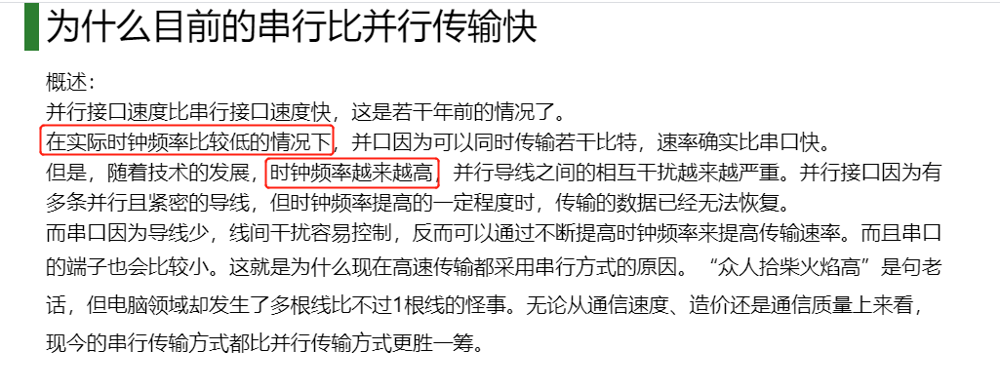 为什么目前的串行比并行传输快
概述：
并行接口速度比串行接口速度快，这是若干年前的情况了。
在实际时钟频率比较低的情况下，并口因为可以同时传输若干比特，速率确实比串口快。
但是，随着技术的发展，时钟频率越来越高，并行导线之间的相互干扰越来越严重。并行接口因为有
多条并行且紧密的导线，但时钟频率提高的一定程度时，传输的数据已经无法恢复。
而串口因为导线少，线间干扰容易控制，反而可以通过不断提高时钟频率来提高传输速率。而且串口
的端子也会比较小。这就是为什么现在高速传输都采用串行方式的原因。“众人拾柴火焰高”是句老
话，但电脑领域却发生了多根线比不过1根线的怪事。无论从通信速度、造价还是通信质量上来看，
现今的串行传输方式都比并行传输方式更胜一筹。